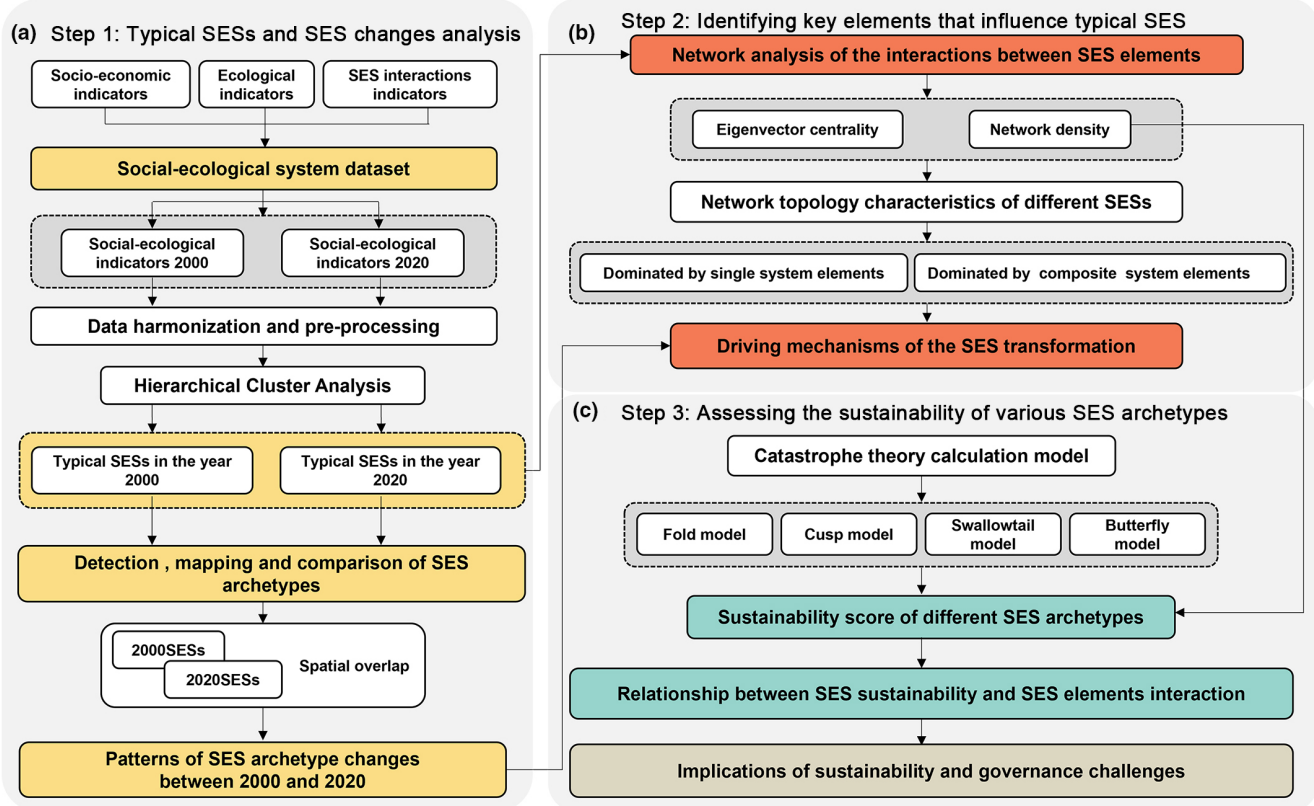 (a) Step 1: Typical SESs and SES changes analysis
Socio-economic
indicators
Ecological
indicators
SES interactions
indicators
Social-ecological system dataset
Social-ecological
indicators 2000
Social-ecological
indicators 2020
Data harmonization and pre-processing
Hierarchical Cluster Analysis
Typical SESs in the year
2000
Typical SESs in the year
2020
Detection , mapping and comparison of SES
archetypes
2000SESs
2020SESs
Spatial overlap
Patterns of SES archetype changes
between 2000 and 2020
(b) Step 2: Identifying key elements that influence typical SES
Network analysis of the interactions between SES elements
Eigenvector centrality
Network density
Network topology characteristics of different SESs
Dominated by single system elements
Dominated by composite system elements
Driving mechanisms of the SES transformation
(c) Step 3: Assessing the sustainability of various SES archetypes
Catastrophe theory calculation model
Fold model
Cusp model
Swallowtail
model
Butterfly
model
Sustainability score of different SES archetypes
Relationship between SES sustainability and SES elements interaction
Implications of sustainability and governance challenges